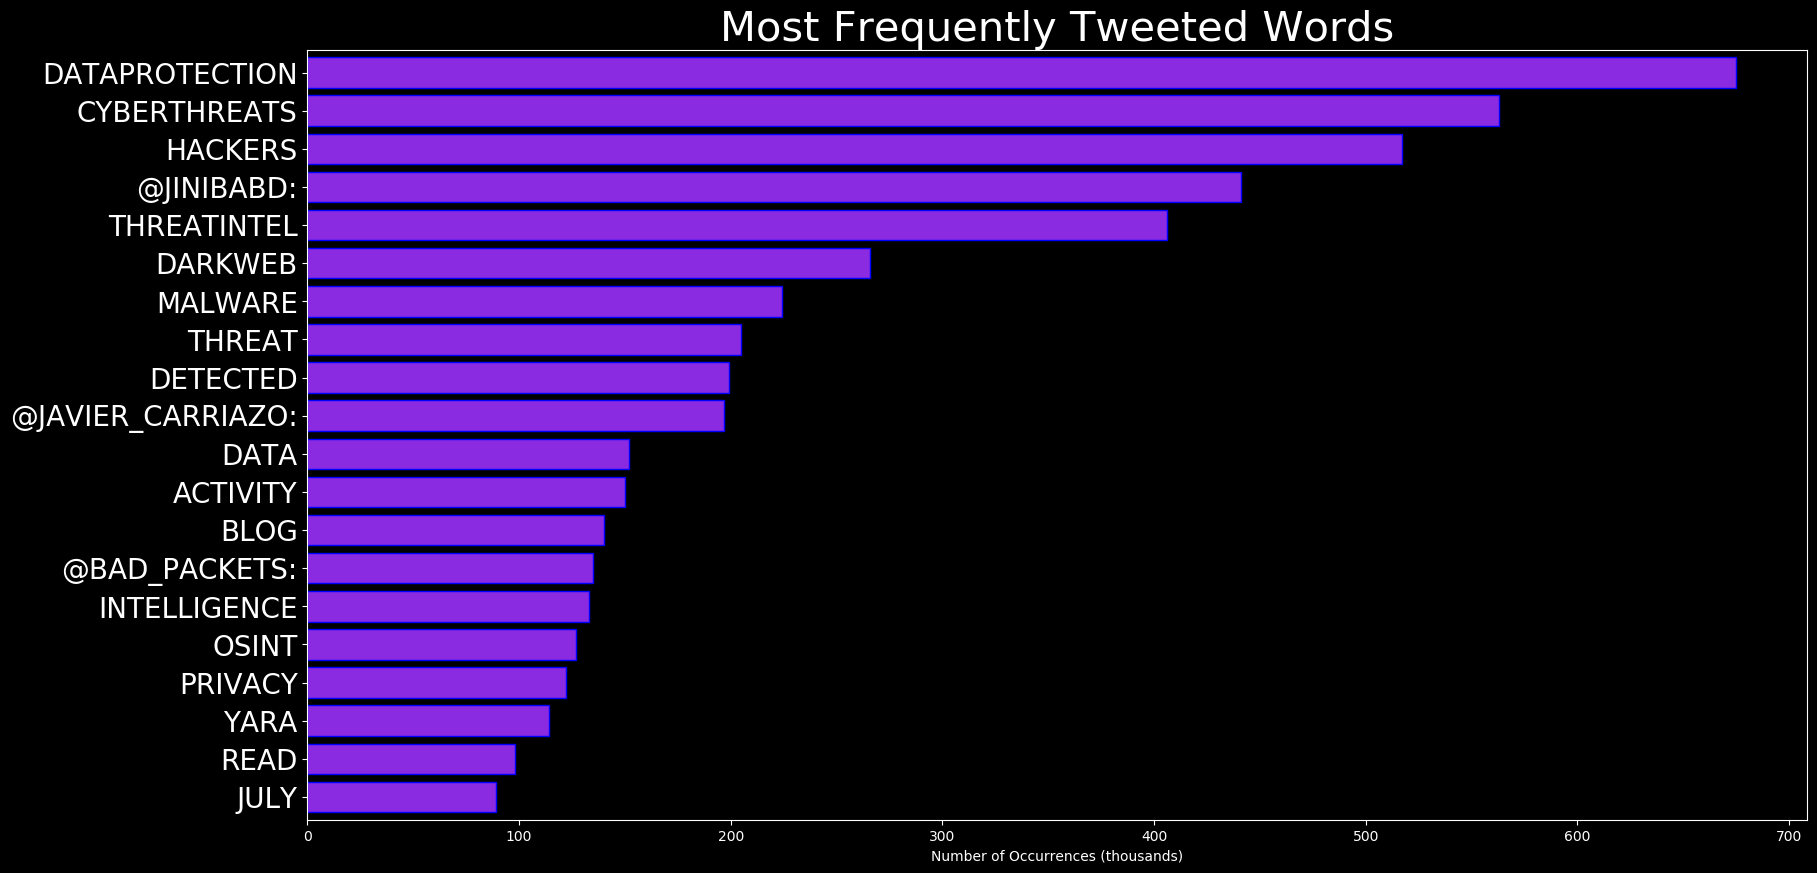 Most Frequently Tweeted Words
DATAPROTECTION
CYBERTHREATS
HACKERS
@JINIBABD:
THREATINTEL
DARKWEB
MALWARE
THREAT
DETECTED
@JAVIER_CARRIAZO:
DATA
ACTIVITY
BLOG
@BAD_PACKETS:
INTELLIGENCE
OSINT
PRIVACY
YARA
READ
JULY
0 100 200 300 400 500 600 700
Number of Occurrences (thousands)